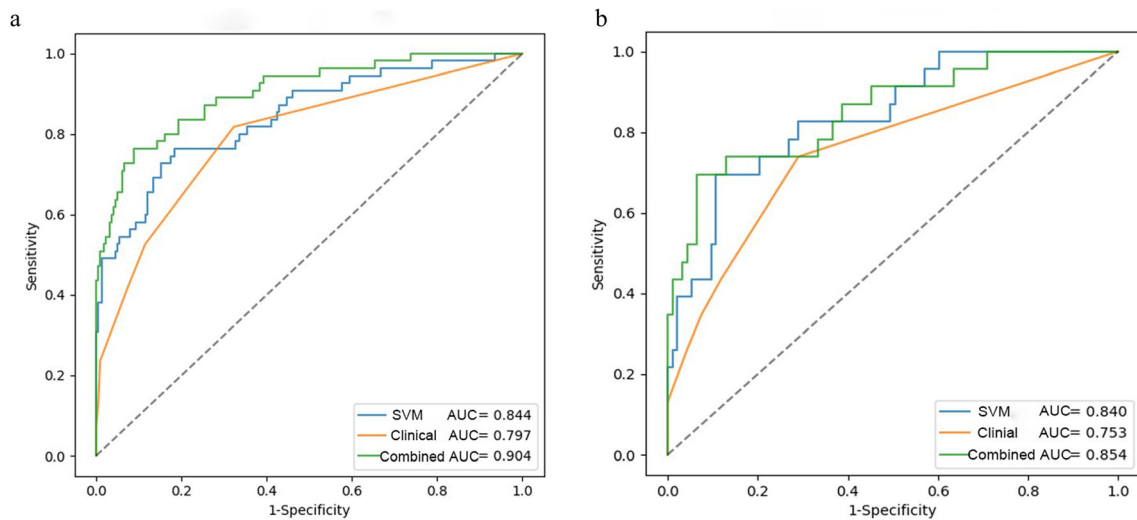 a
b
1.0
0.8
0.6
0.4
0.2
0.0
Sensitivity
0.0 0.2 0.4 0.6 0.8 1.0
1-Specificity
SVM AUC= 0.844
Clinical AUC= 0.797
Combined AUC= 0.904
1.0
0.8
0.6
0.4
0.2
0.0
Sensitivity
0.0 0.2 0.4 0.6 0.8 1.0
1-Specificity
SVM AUC= 0.840
Clinial AUC= 0.753
Combined AUC= 0.854